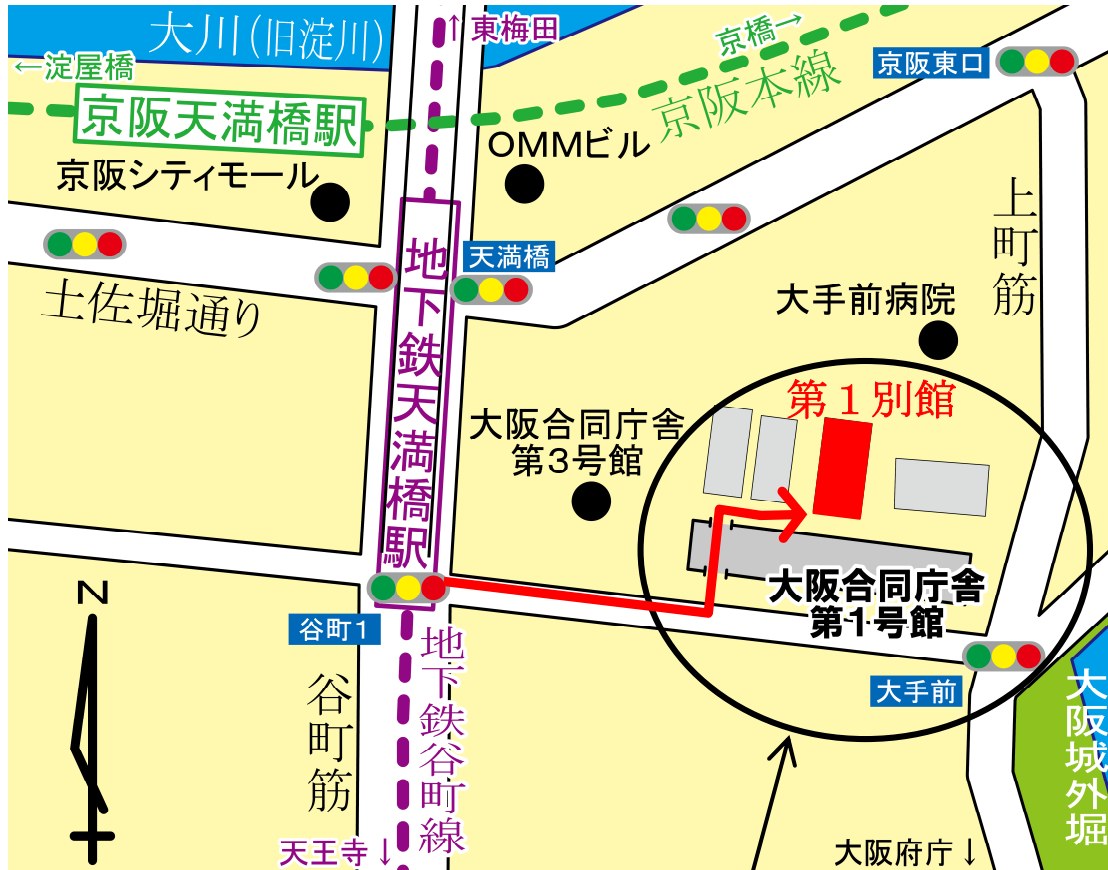 大川(旧淀川)
↑東梅田
京橋→
←淀屋橋
京阪東口
京阪天満橋駅
京阪本線
OMMビル
京阪シティモール
上町筋
地下鉄天満橋駅
天満橋
土佐堀通り
大手前病院
第1別館
大阪合同庁舎
第3号館
大阪合同庁舎
第1号館
N
谷町1
地下鉄谷町線
大手前
谷町筋
大阪城外堀
天王寺↓
大阪府庁↓